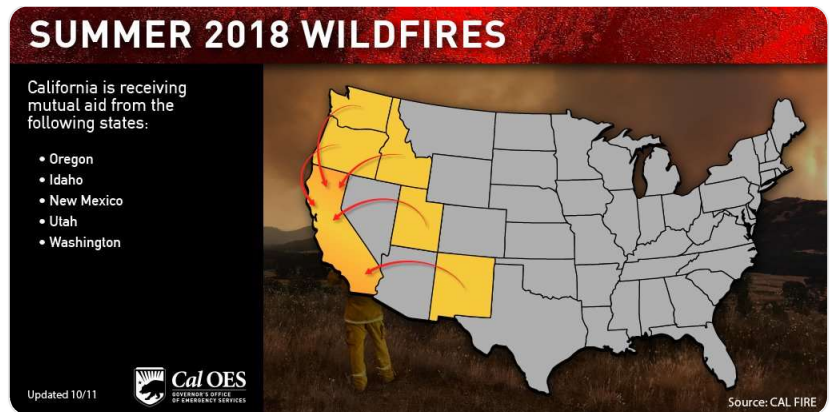 SUMMER 2018 WILDFIRES
California is receiving
mutual aid from the
following states:
• Oregon
• Idaho
• New Mexico
• Utah
• Washington
Updated 10/11
Cal OES
GOVERNOR'S OFFICE
OF EMERGENCY SERVICES
Source: CAL FIRE